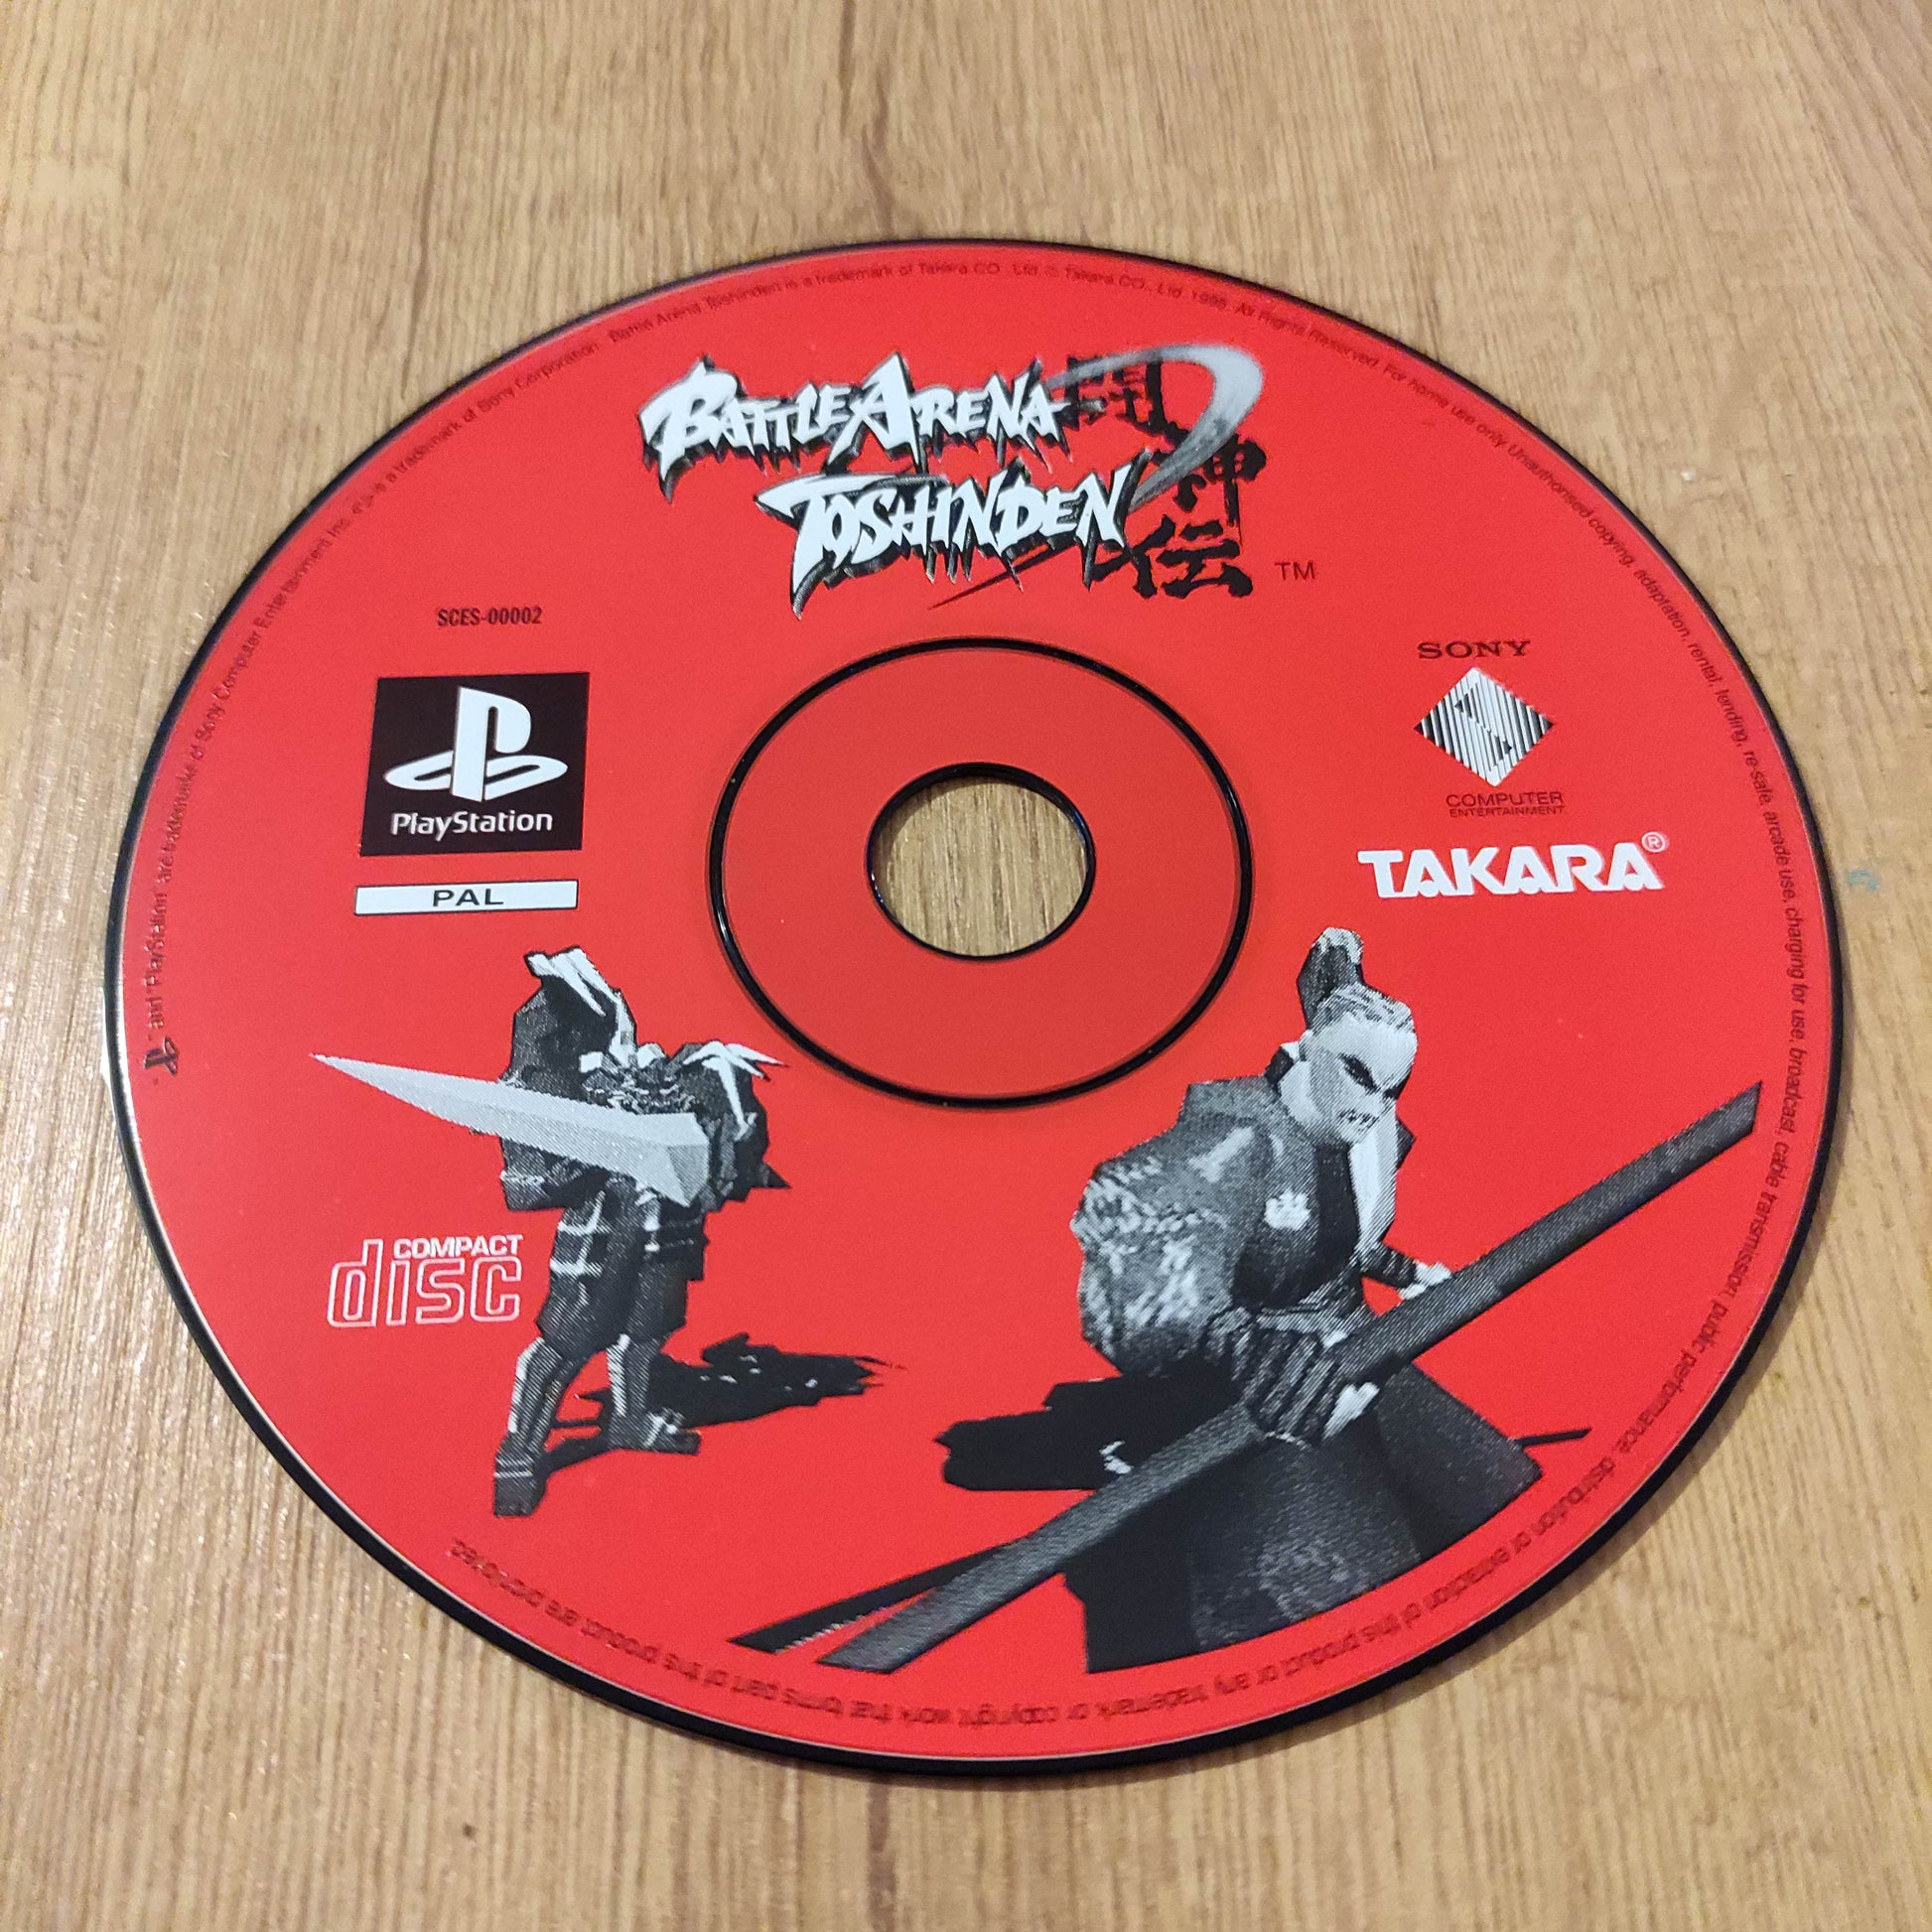 BATTLE ARENA
TOSHINDEN
闘神伝
TM
SCES-00002
PlayStation
PAL
SONY
COMPUTER
ENTERTAINMENT
TAKARA®
COMPACT
disc
" and "PlayStation" are trademarks of Sony Computer Entertainment Inc. is a trademark of Sony Corporation. Battle Arena Toshinden is a trademark of Takara CO., Ltd. © Takara CO., Ltd. 1995. All Rights Reserved. For home use only. Unauthorised copying, adaptation, rental, lending, re-sale, arcade use, charging for use, broadcast, cable transmission, public performance, distribution or extraction of this product or any trademark or copyright work that forms part of this product are prohibited.